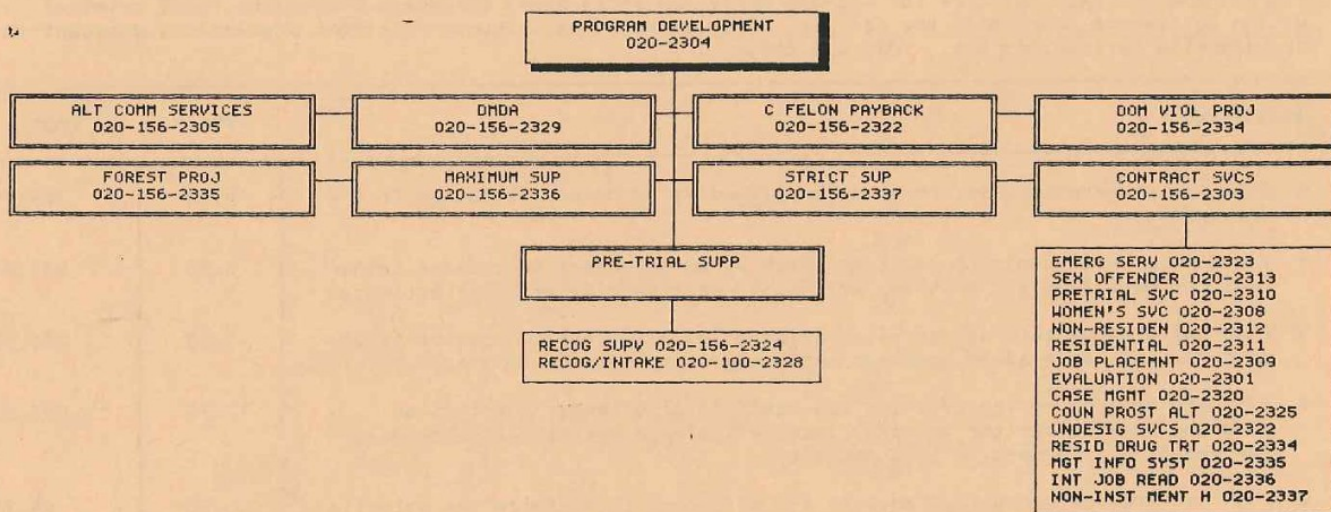 PROGRAM DEVELOPMENT
020-2304
ALT COMM SERVICES
020-156-2305
DMDA
020-156-2329
C FELON PAYBACK
020-156-2322
DOM VIOL PROJ
020-156-2334
FOREST PROJ
020-156-2335
MAXIMUM SUP
020-156-2336
STRICT SUP
020-156-2337
CONTRACT SVCS
020-156-2303
PRE-TRIAL SUPP
RECOG SUPV 020-156-2324
RECOG/INTAKE 020-100-2328
EMERG SERV 020-2323
SEX OFFENDER 020-2313
PRETRIAL SVC 020-2310
WOMEN'S SVC 020-2308
NON-RESIDEN 020-2312
RESIDENTIAL 020-2311
JOB PLACEMNT 020-2309
EVALUATION 020-2301
CASE MGMT 020-2320
COUN PROST ALT 020-2325
UNDESIG SVCS 020-2322
RESID DRUG TRT 020-2334
MGT INFO SYST 020-2335
INT JOB READ 020-2336
NON-INST MENT H 020-2337